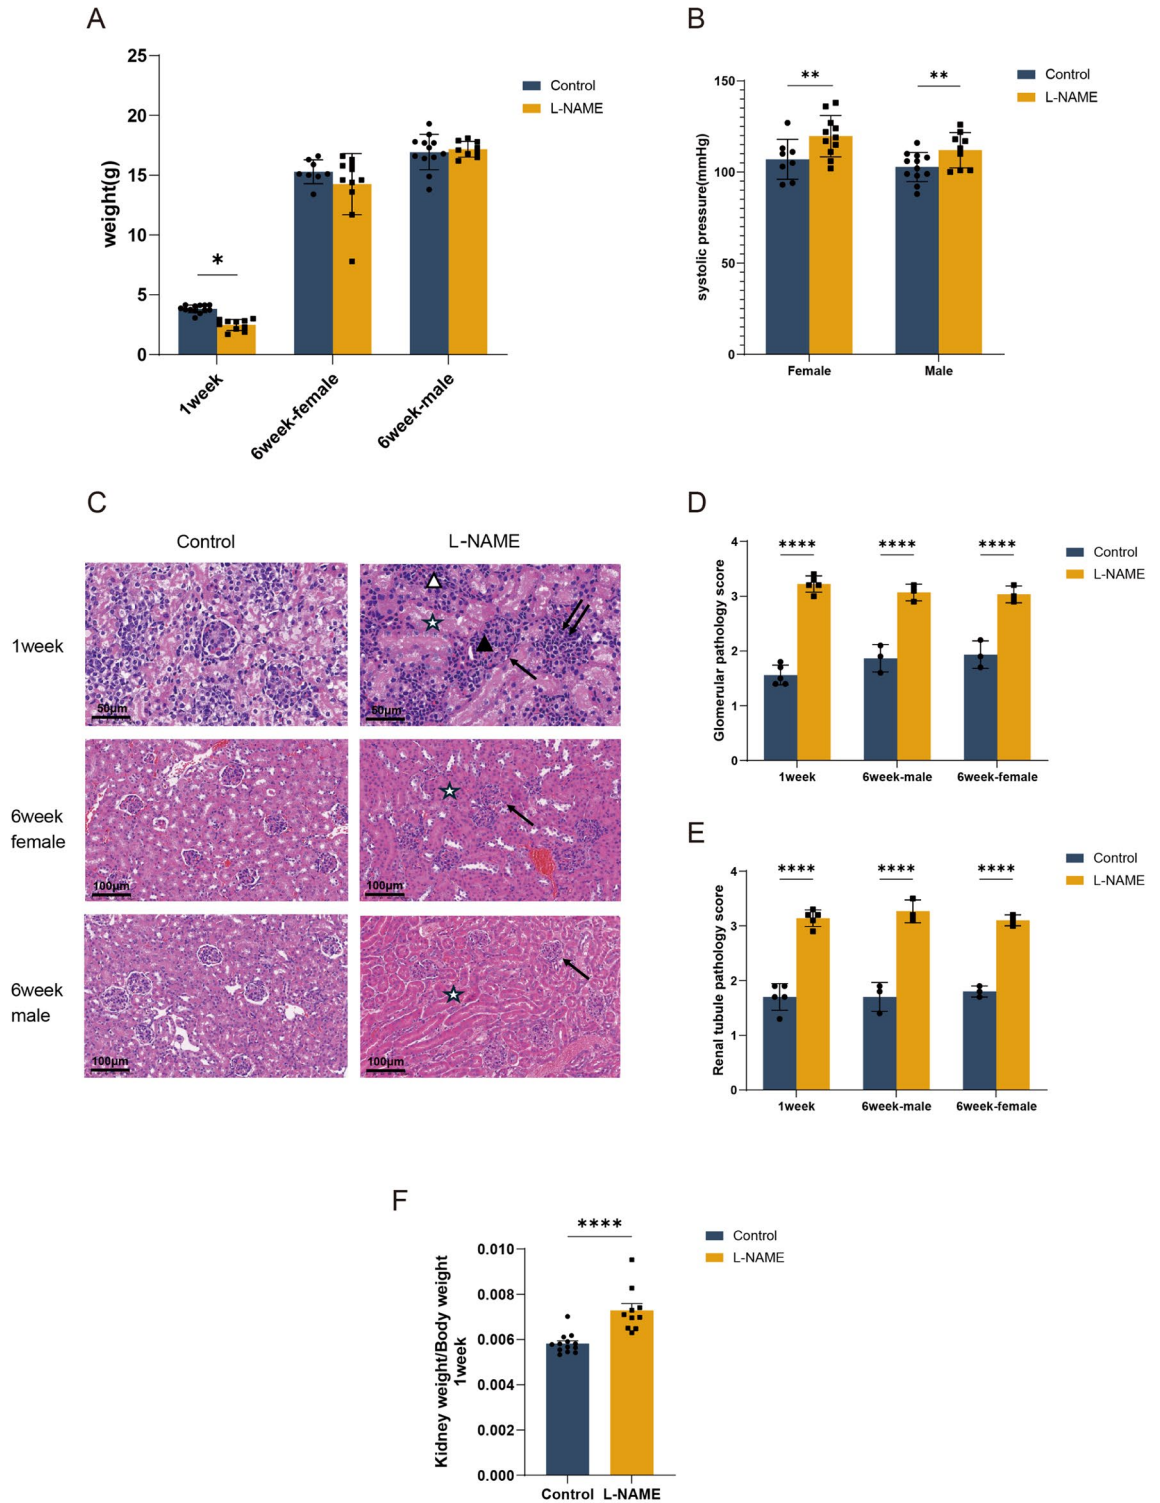 A
25
20
15
10
5
0
weight(g)
*
1week
6week-female
6week-male
Control
L-NAME
B
150
100
50
0
systolic pressure(mmHg)
**
**
Female
Male
Control
L-NAME
C
Control
L-NAME
1week
50μm
50μm
6week
female
100μm
100μm
6week
male
100μm
100μm
D
4
3
2
1
0
Glomerular pathology score
****
****
****
1week
6week-male
6week-female
Control
L-NAME
E
4
3
2
1
0
Renal tubule pathology score
****
****
****
1week
6week-male
6week-female
Control
L-NAME
F
0.010
0.008
0.006
0.004
0.002
0.000
Kidney weight/Body weight
1week
****
Control
L-NAME
Control
L-NAME